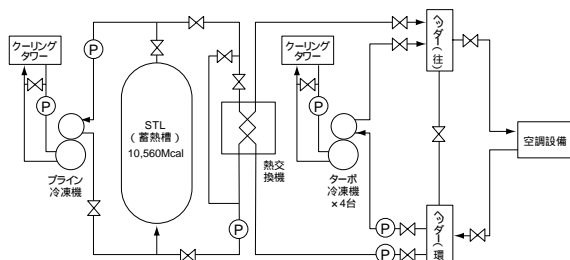 クーリング
タワー
P
P
ブライン
冷凍機
STL
(蓄熱槽)
10,560Mcal
P
熱交
換機
クーリング
タワー
P
ターボ
冷凍機
×4台
P
P
ヘッダー(往)
ヘッダー(環
空調設備